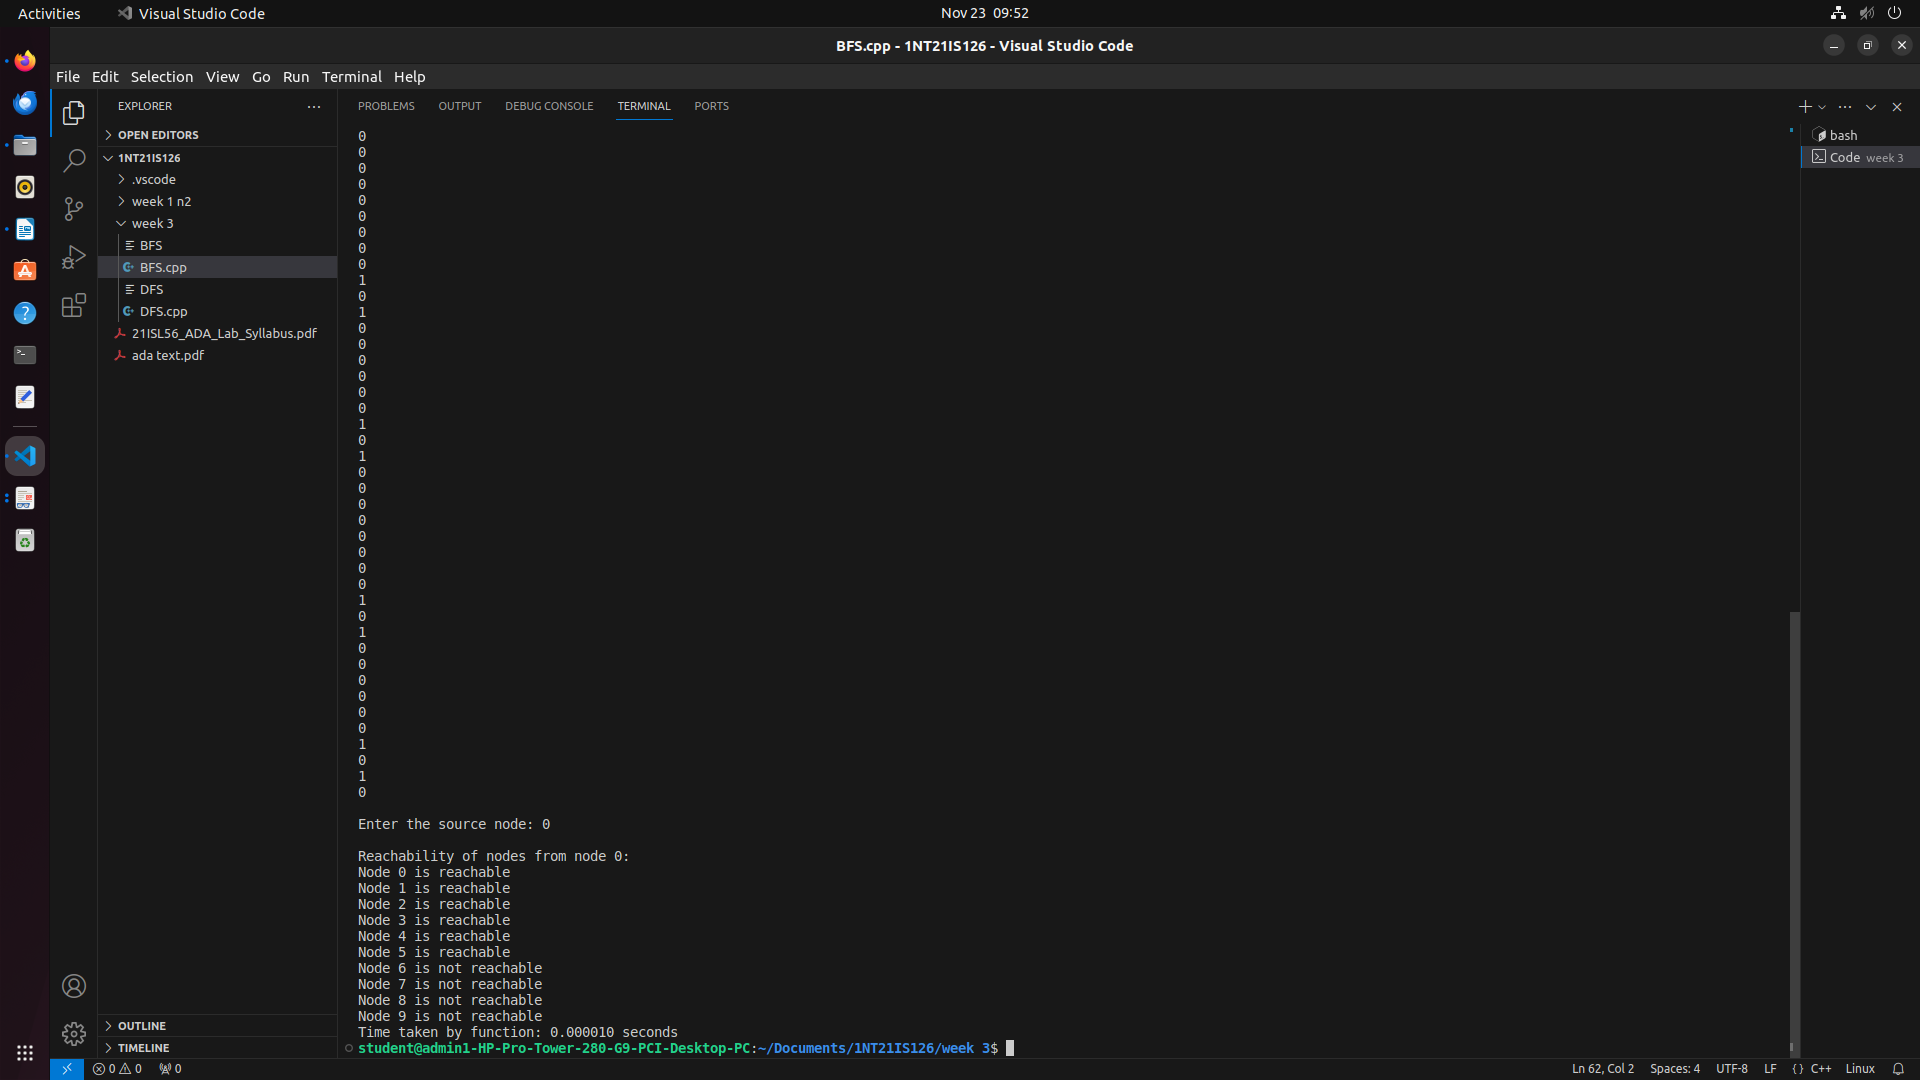 Activities Visual Studio Code Nov 23 09:52
BFS.cpp - 1NT21IS126 - Visual Studio Code
File Edit Selection View Go Run Terminal Help
EXPLORER
OPEN EDITORS
1NT21IS126
.vscode
week 1 n2
week 3
BFS
BFS.cpp
DFS
DFS.cpp
21ISL56_ADA_Lab_Syllabus.pdf
ada text.pdf
OUTLINE
TIMELINE
PROBLEMS OUTPUT DEBUG CONSOLE TERMINAL PORTS
0
0
0
0
0
0
0
0
0
1
0
1
0
0
0
0
0
0
1
0
1
0
0
0
0
0
0
0
0
1
0
1
0
0
0
0
0
0
1
0
1
0
Enter the source node: 0
Reachability of nodes from node 0:
Node 0 is reachable
Node 1 is reachable
Node 2 is reachable
Node 3 is reachable
Node 4 is reachable
Node 5 is reachable
Node 6 is not reachable
Node 7 is not reachable
Node 8 is not reachable
Node 9 is not reachable
Time taken by function: 0.000010 seconds
student@admin1-HP-Pro-Tower-280-G9-PCI-Desktop-PC:~/Documents/1NT21IS126/week 3$
bash
Code week 3
0 0 0 Ln 62, Col 2 Spaces: 4 UTF-8 LF {} C++ Linux